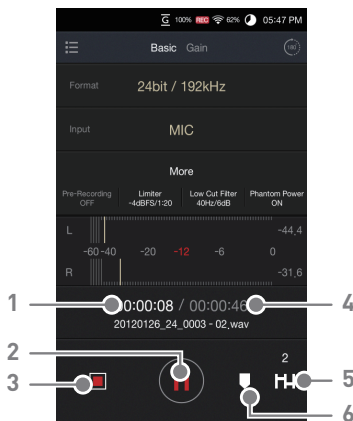 G 100% REC 62% 05:47 PM
Basic Gain 180
Format 24bit / 192kHz
Input MIC
More
Pre-Recording OFF
Limiter -4dBFS/1:20
Low Cut Filter 40Hz/6dB
Phantom Power ON
L -44.4
-60 -40 -20 -12 -6 0
R -31.6
1 00:00:08 / 00:00:46 4
20120126_24_0003 - 02.wav
2
2
3
5
6